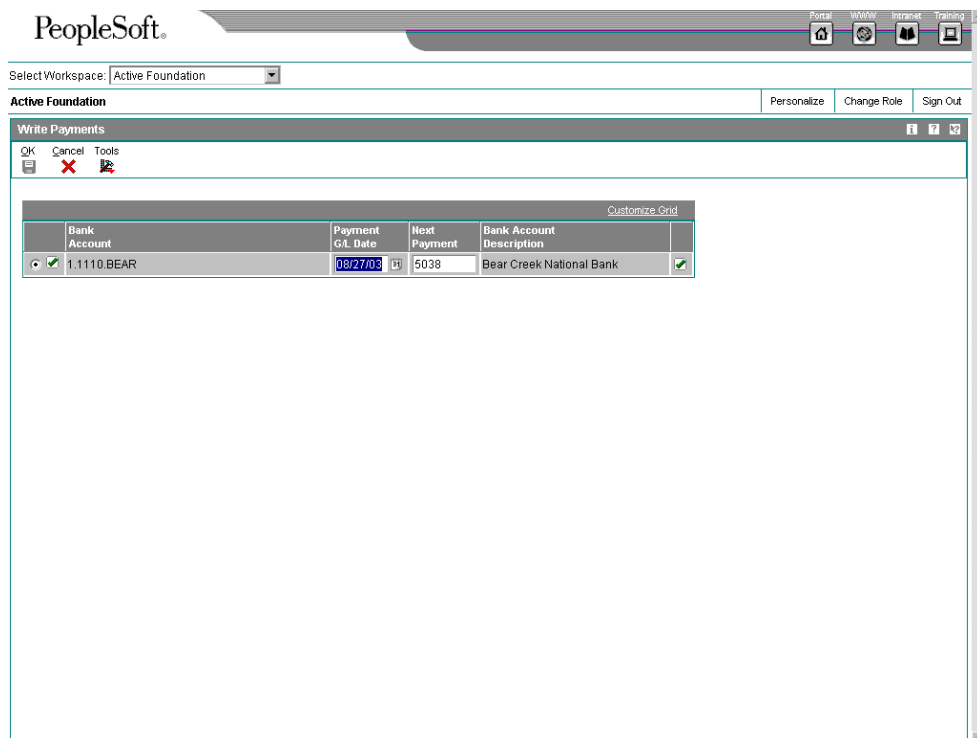 PeopleSoft®
Portal WWW Intranet Training
Select Workspace: Active Foundation
Active Foundation Personalize Change Role Sign Out
Write Payments
OK Cancel Tools
Customize Grid
Bank Account Payment G/L Date Next Payment Bank Account Description
1.1110.BEAR 08/27/03 31 5038 Bear Creek National Bank